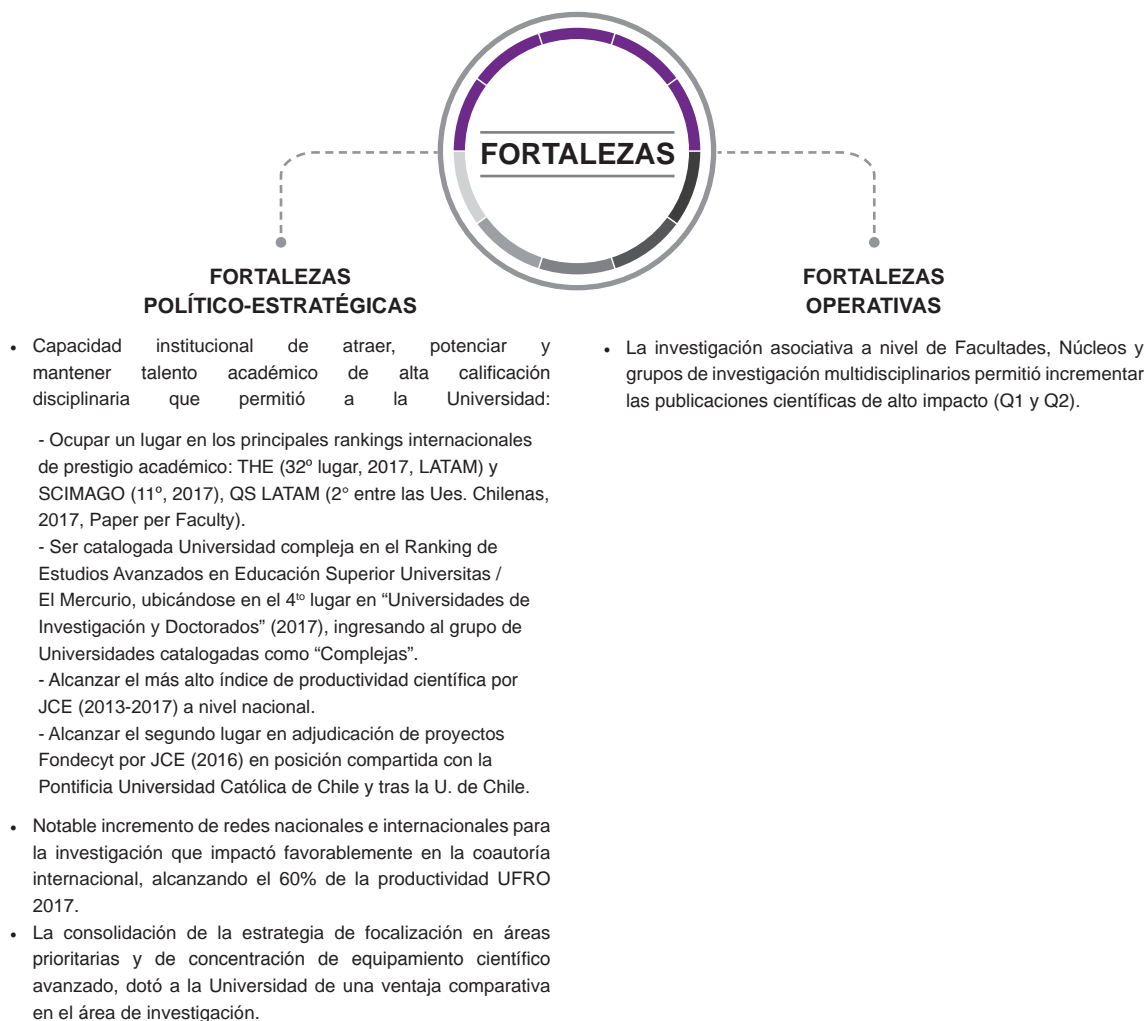 FORTALEZAS
FORTALEZAS
POLÍTICO-ESTRATÉGICAS
• Capacidad institucional de atraer, potenciar y
mantener talento académico de alta calificación
disciplinaria que permitió a la Universidad:
- Ocupar un lugar en los principales rankings internacionales
de prestigio académico: THE (32º lugar, 2017, LATAM) y
SCIMAGO (11º, 2017), QS LATAM (2° entre las Ues. Chilenas,
2017, Paper per Faculty).
- Ser catalogada Universidad compleja en el Ranking de
Estudios Avanzados en Educación Superior Universitas /
El Mercurio, ubicándose en el 4to lugar en “Universidades de
Investigación y Doctorados” (2017), ingresando al grupo de
Universidades catalogadas como “Complejas”.
- Alcanzar el más alto índice de productividad científica por
JCE (2013-2017) a nivel nacional.
- Alcanzar el segundo lugar en adjudicación de proyectos
Fondecyt por JCE (2016) en posición compartida con la
Pontificia Universidad Católica de Chile y tras la U. de Chile.
• Notable incremento de redes nacionales e internacionales para
la investigación que impactó favorablemente en la coautoría
internacional, alcanzando el 60% de la productividad UFRO
2017.
• La consolidación de la estrategia de focalización en áreas
prioritarias y de concentración de equipamiento científico
avanzado, dotó a la Universidad de una ventaja comparativa
en el área de investigación.
FORTALEZAS
OPERATIVAS
• La investigación asociativa a nivel de Facultades, Núcleos y
grupos de investigación multidisciplinarios permitió incrementar
las publicaciones científicas de alto impacto (Q1 y Q2).